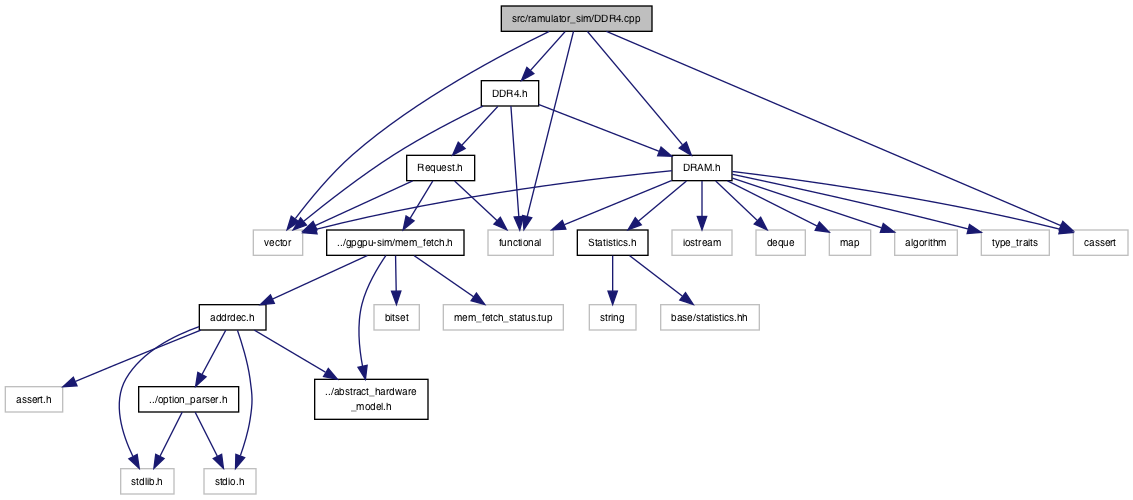 src/ramulator_sim/DDR4.cpp
DDR4.h
Request.h
DRAM.h
vector
../gpgpu-sim/mem_fetch.h
functional
Statistics.h
iostream
deque
map
algorithm
type_traits
cassert
addrdec.h
bitset
mem_fetch_status.tup
string
base/statistics.hh
assert.h
../option_parser.h
../abstract_hardware
_model.h
stdlib.h
stdio.h